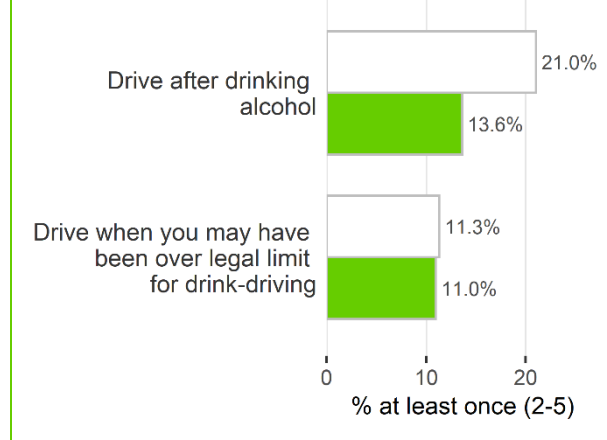 21.0%
Drive after drinking
alcohol
13.6%
11.3%
Drive when you may have
been over legal limit
for drink-driving
11.0%
0 10 20
% at least once (2-5)